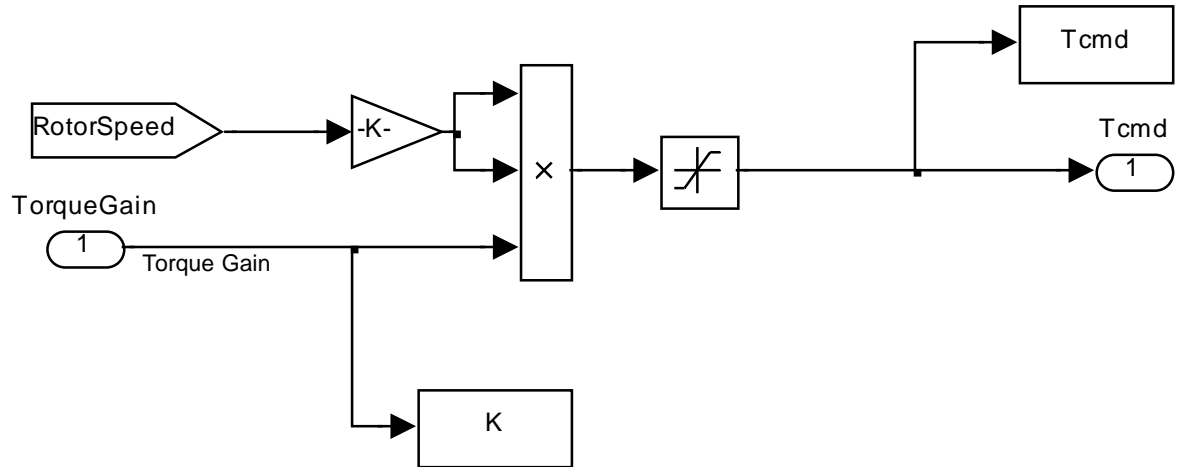 Tcmd
RotorSpeed
-K-
Tcmd
×
1
TorqueGain
1
Torque Gain
K